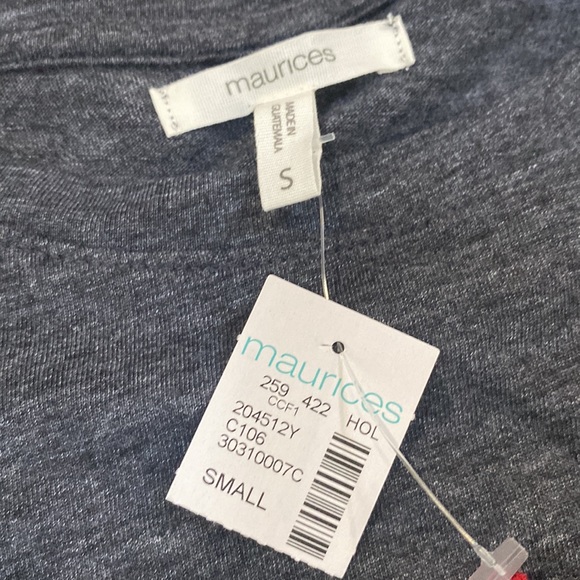 maurices
MADE IN
GUATEMALA
S
maurices
259 422 HOL
CCF1
204512Y
C106
30310007C
SMALL